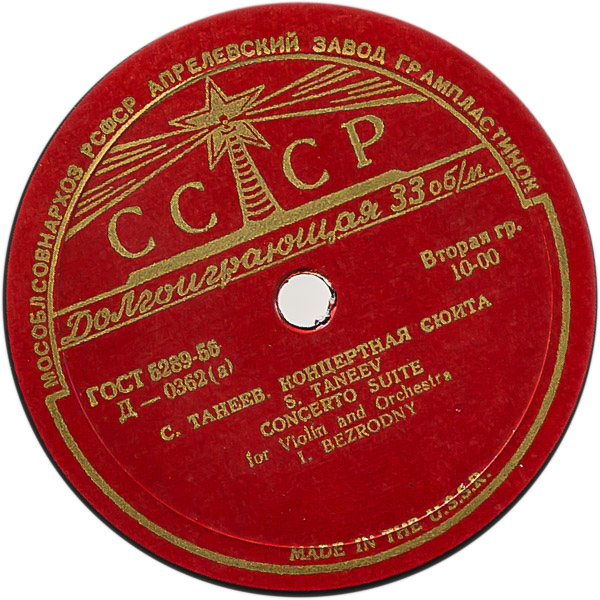 МОСОБЛСОВНАРХОЗ РСФСР АПРЕЛЕВСКИЙ ЗАВОД ГРАМПЛАСТИНОК
СССР
Долгоиграющая 33 об/м.
Вторая гр.
10-00
ГОСТ 5289-56
Д — 0362(а)
С. ТАНЕЕВ. КОНЦЕРТНАЯ СЮИТА
S. TANEEV
CONCERTO SUITE
for Violin and Orchestra
I. BEZRODNY
MADE IN THE U.S.S.R.